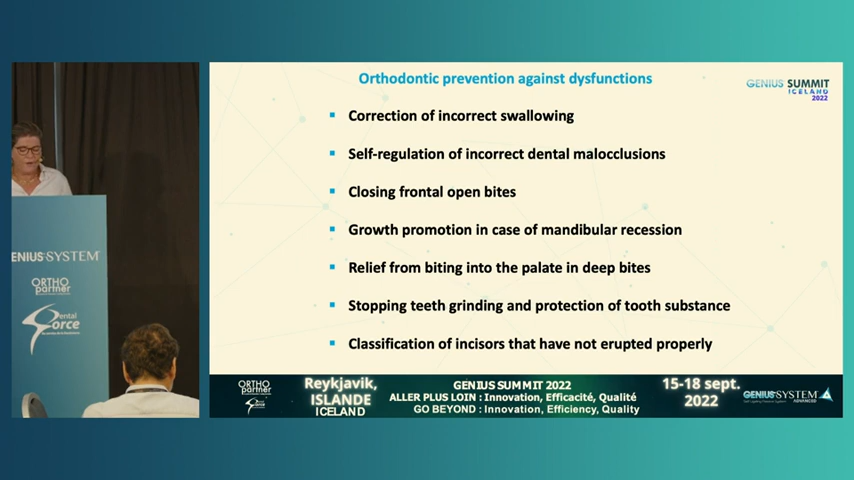 Orthodontic prevention against dysfunctions
GENIUS SUMMIT
ICELAND
2022
Correction of incorrect swallowing
Self-regulation of incorrect dental malocclusions
Closing frontal open bites
Growth promotion in case of mandibular recession
Relief from biting into the palate in deep bites
Stopping teeth grinding and protection of tooth substance
Classification of incisors that have not erupted properly
ENIUS SYSTEM
ORTHO
partner
Dental
Force
ORTHO
partner
Reykjavik,
ISLANDE
ICELAND
GENIUS SUMMIT 2022
ALLER PLUS LOIN : Innovation, Efficacité, Qualité
GO BEYOND : Innovation, Efficiency, Quality
15-18 sept.
2022
GENIUS SYSTEM
ADVANCED